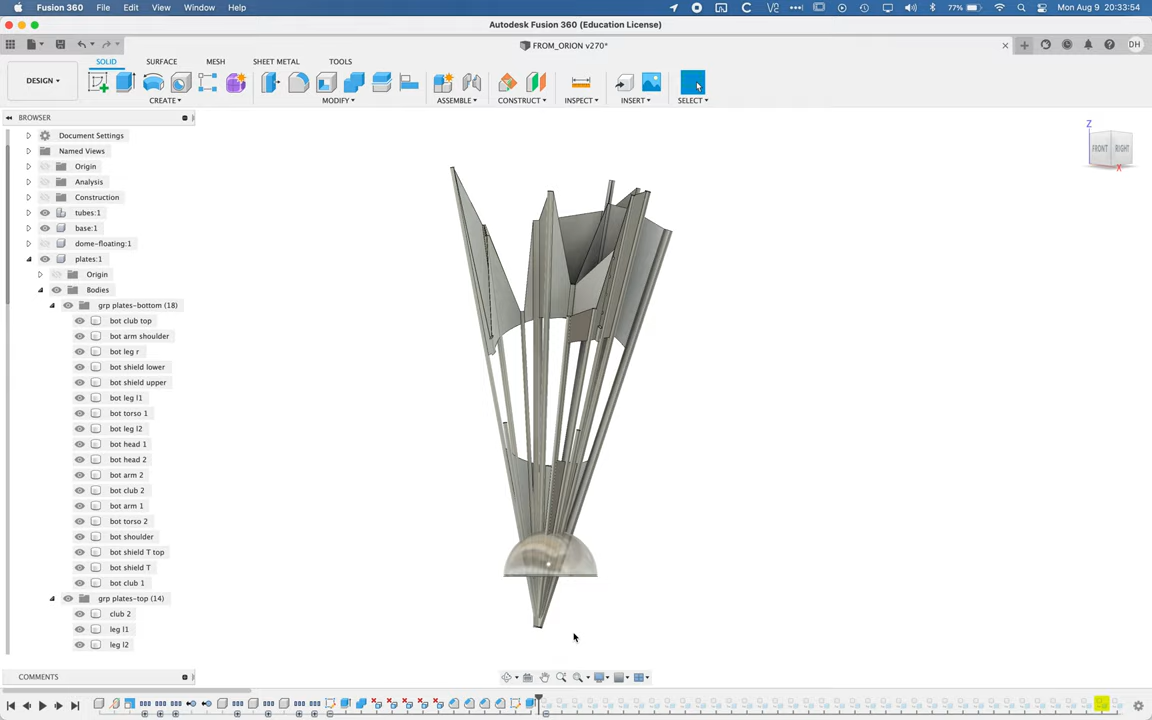 Fusion 360 File Edit View Window Help 77% Mon Aug 9 20:33:54
Autodesk Fusion 360 (Education License)
FROM_ORION v270* DH
SOLID SURFACE MESH SHEET METAL TOOLS
DESIGN
CREATE MODIFY ASSEMBLE CONSTRUCT INSPECT INSERT SELECT
BROWSER
Document Settings
Named Views
Origin
Analysis
Construction
tubes:1
base:1
dome-floating:1
plates:1
Origin
Bodies
grp plates-bottom (18)
bot club top
bot arm shoulder
bot leg r
bot shield lower
bot shield upper
bot leg l1
bot torso 1
bot leg l2
bot head 1
bot head 2
bot arm 2
bot club 2
bot arm 1
bot torso 2
bot shoulder
bot shield T top
bot shield T
bot club 1
grp plates-top (14)
club 2
leg l1
leg l2
COMMENTS
Z
FRONT RIGHT
X